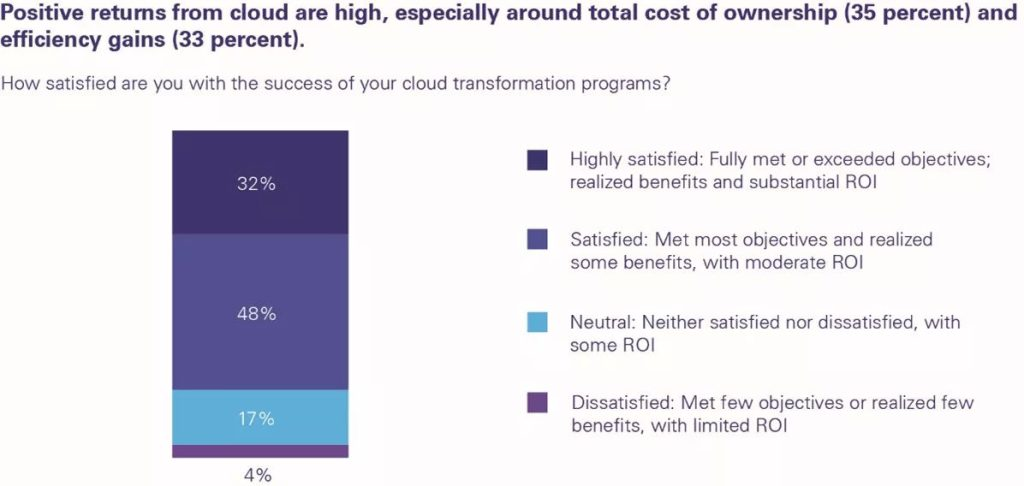 Positive returns from cloud are high, especially around total cost of ownership (35 percent) and
efficiency gains (33 percent).
How satisfied are you with the success of your cloud transformation programs?
32%
48%
17%
4%
Highly satisfied: Fully met or exceeded objectives;
realized benefits and substantial ROI
Satisfied: Met most objectives and realized
some benefits, with moderate ROI
Neutral: Neither satisfied nor dissatisfied, with
some ROI
Dissatisfied: Met few objectives or realized few
benefits, with limited ROI